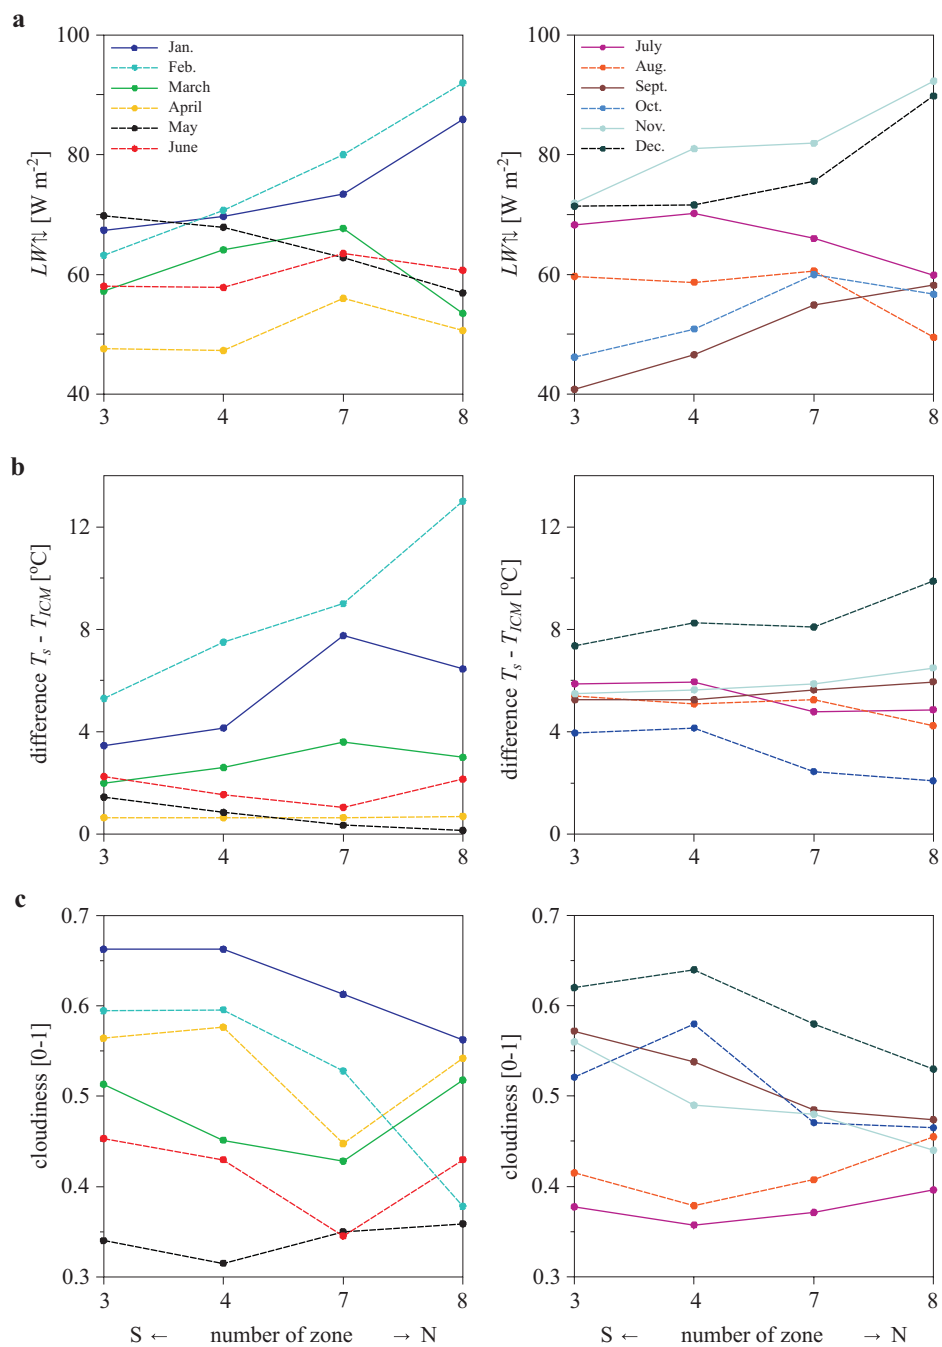 a
100
80
60
40
LW↑↓ [W m-2]
Jan.
Feb.
March
April
May
June
3 4 7 8
100
80
60
40
LW↑↓ [W m-2]
July
Aug.
Sept.
Oct.
Nov.
Dec.
3 4 7 8
b
12
8
4
0
difference Ts - TICM [°C]
3 4 7 8
12
8
4
0
difference Ts - TICM [°C]
3 4 7 8
c
0.7
0.6
0.5
0.4
0.3
cloudiness [0-1]
3 4 7 8
S ← number of zone → N
0.7
0.6
0.5
0.4
0.3
cloudiness [0-1]
3 4 7 8
S ← number of zone → N